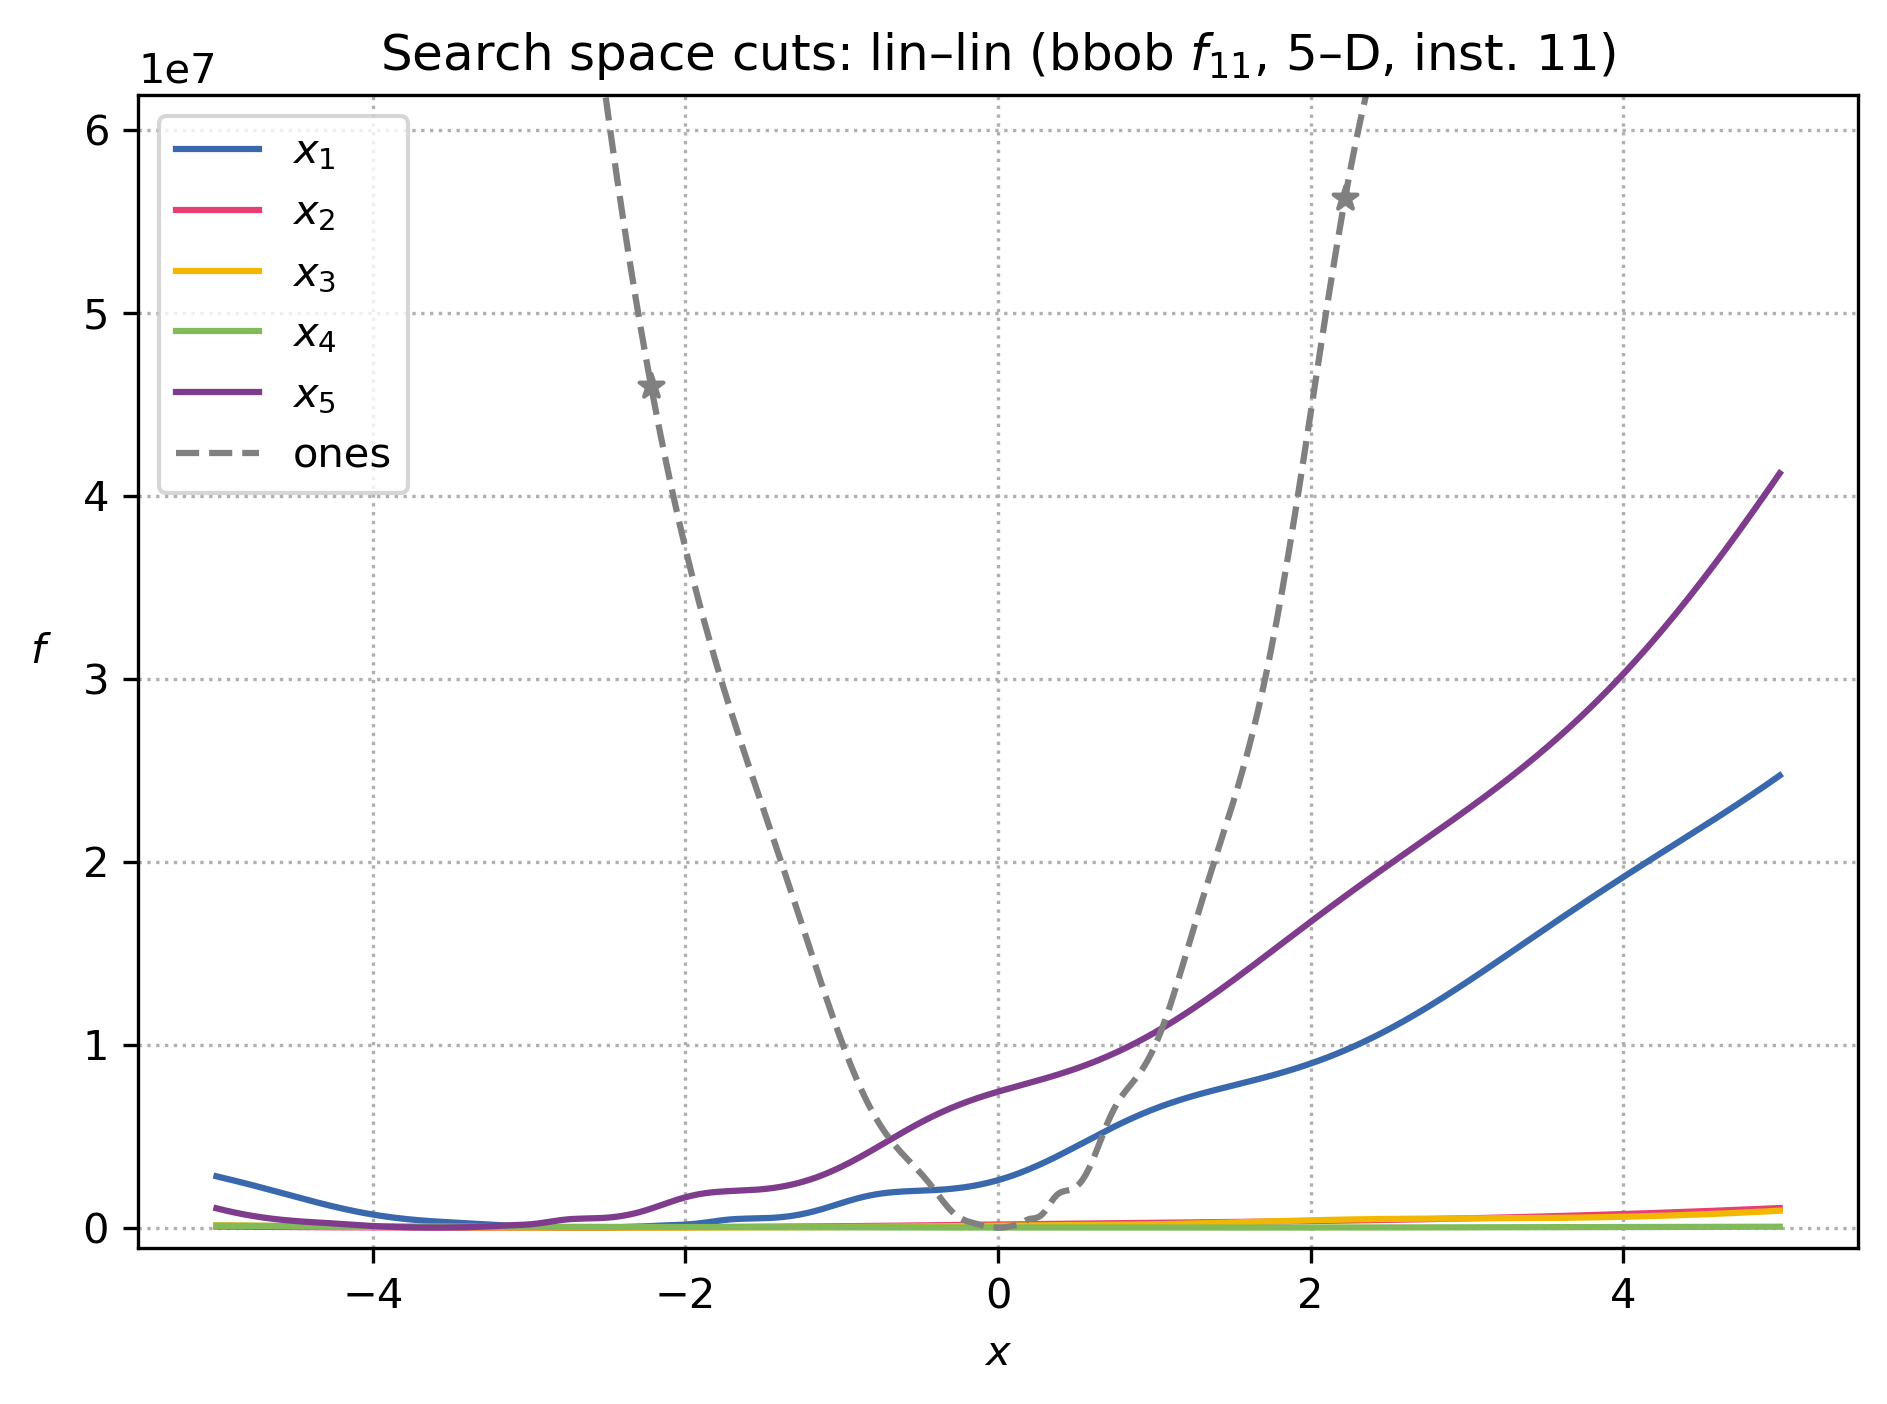 Search space cuts: lin–lin (bbob f₁₁, 5–D, inst. 11)
1e7
x₁
x₂
x₃
x₄
x₅
ones
6
5
4
3
2
1
0
f
−4 −2 0 2 4
x